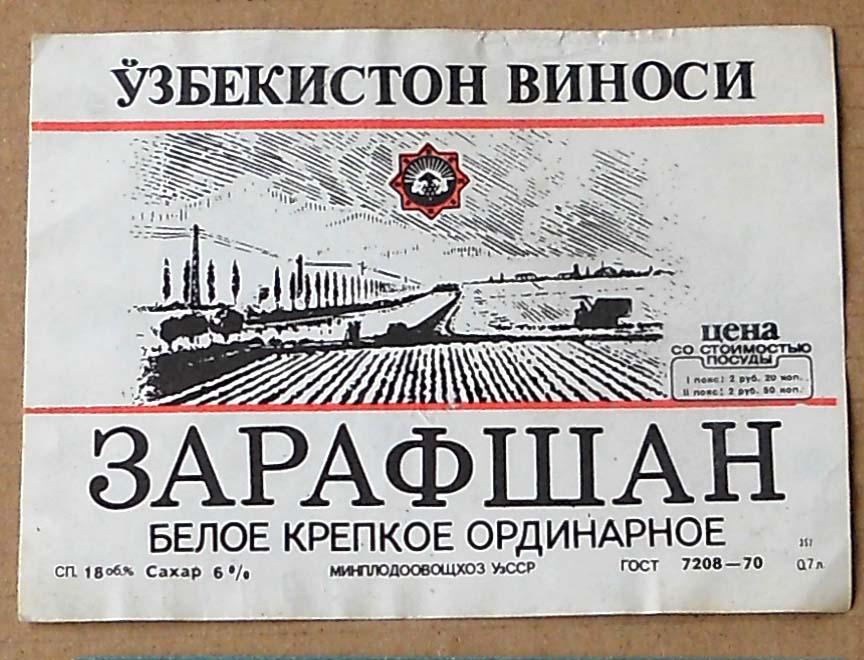 ЎЗБЕКИСТОН ВИНОСИ
цена
СО СТОИМОСТЬЮ
ПОСУДЫ
I пояс: 2 руб. 20 коп.
II пояс: 2 руб. 50 коп.
ЗАРАФШАН
БЕЛОЕ КРЕПКОЕ ОРДИНАРНОЕ
СП. 18 об.% Сахар 6% МИНПЛОДООВОЩХОЗ УзССР ГОСТ 7208—70 0,7 л.